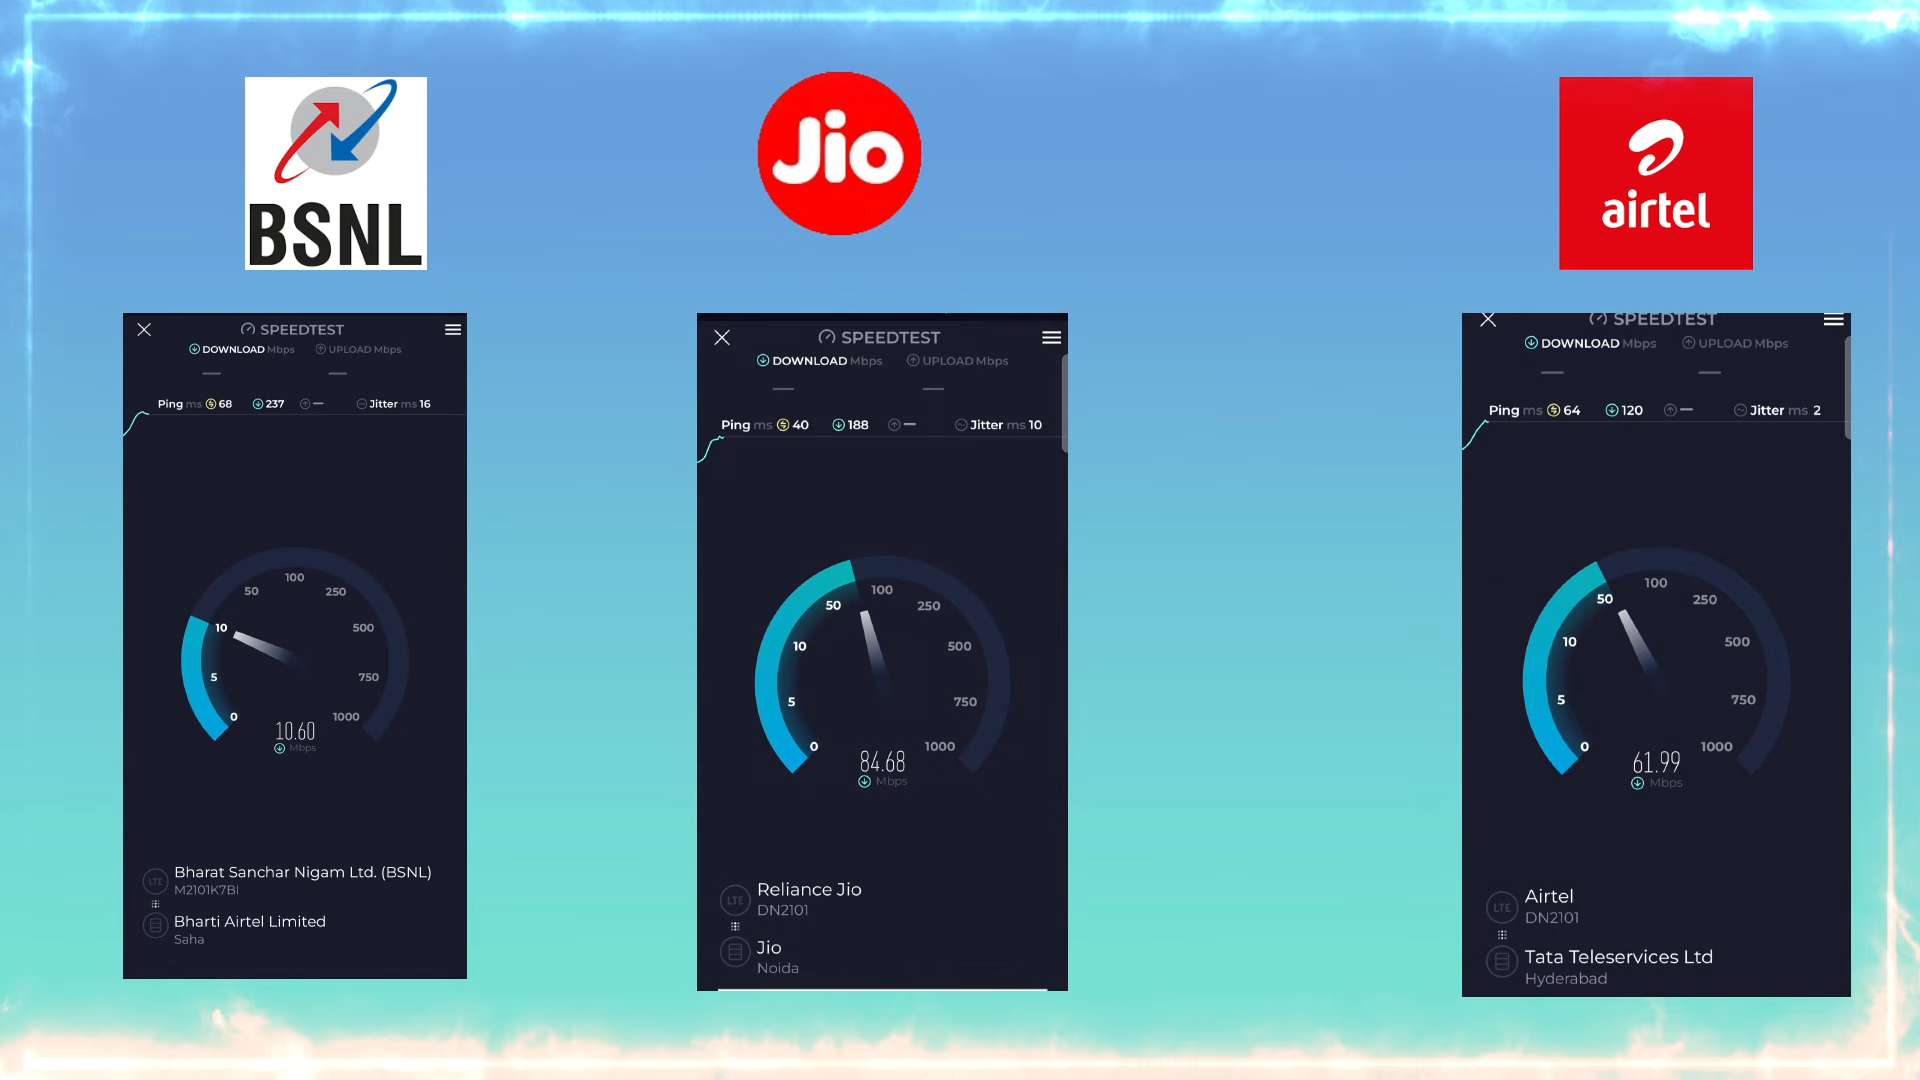 BSNL
SPEEDTEST
DOWNLOAD Mbps UPLOAD Mbps
— —
Ping ms 68 237 — Jitter ms 16
0
5
10
50
100
250
500
750
1000
10.60
Mbps
LTE
Bharat Sanchar Nigam Ltd. (BSNL)
M2101K7BI
Bharti Airtel Limited
Saha
Jio
SPEEDTEST
DOWNLOAD Mbps UPLOAD Mbps
— —
Ping ms 40 188 — Jitter ms 10
0
5
10
50
100
250
500
750
1000
84.68
Mbps
LTE
Reliance Jio
DN2101
Jio
Noida
airtel
SPEEDTEST
DOWNLOAD Mbps UPLOAD Mbps
— —
Ping ms 64 120 — Jitter ms 2
0
5
10
50
100
250
500
750
1000
61.99
Mbps
LTE
Airtel
DN2101
Tata Teleservices Ltd
Hyderabad